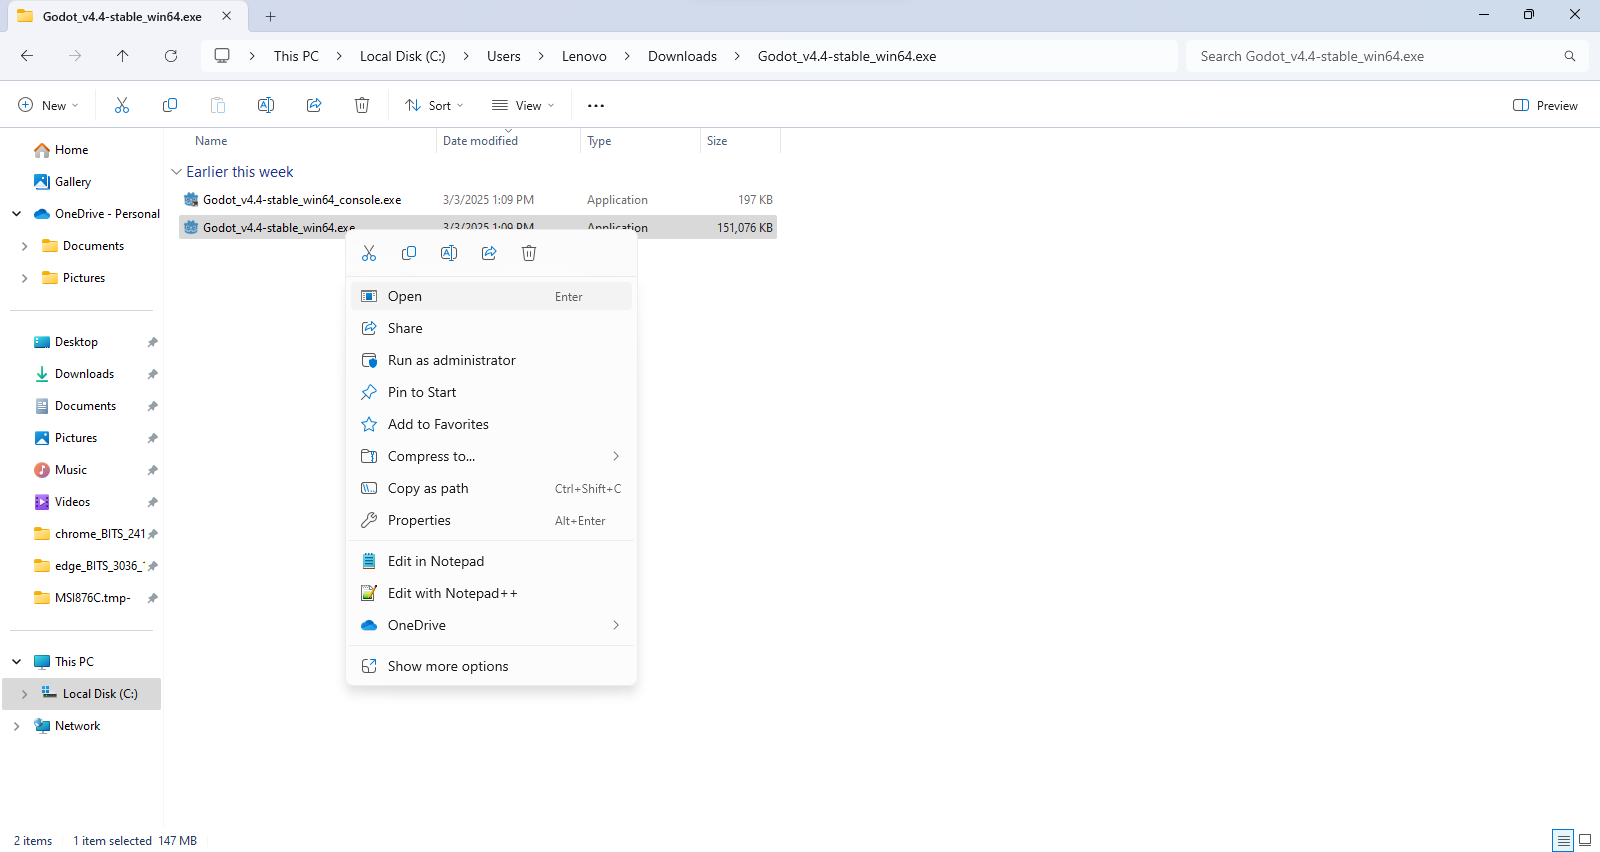 Godot_v4.4-stable_win64.exe
This PC > Local Disk (C:) > Users > Lenovo > Downloads > Godot_v4.4-stable_win64.exe
Search Godot_v4.4-stable_win64.exe
New
Sort
View
Preview
Name Date modified Type Size
Earlier this week
Godot_v4.4-stable_win64_console.exe 3/3/2025 1:09 PM Application 197 KB
Godot_v4.4-stable_win64.exe 3/3/2025 1:09 PM Application 151,076 KB
Home
Gallery
OneDrive - Personal
Documents
Pictures
Desktop
Downloads
Documents
Pictures
Music
Videos
chrome_BITS_241
edge_BITS_3036_1
MSI876C.tmp-
This PC
Local Disk (C:)
Network
Open Enter
Share
Run as administrator
Pin to Start
Add to Favorites
Compress to...
Copy as path Ctrl+Shift+C
Properties Alt+Enter
Edit in Notepad
Edit with Notepad++
OneDrive
Show more options
2 items 1 item selected 147 MB